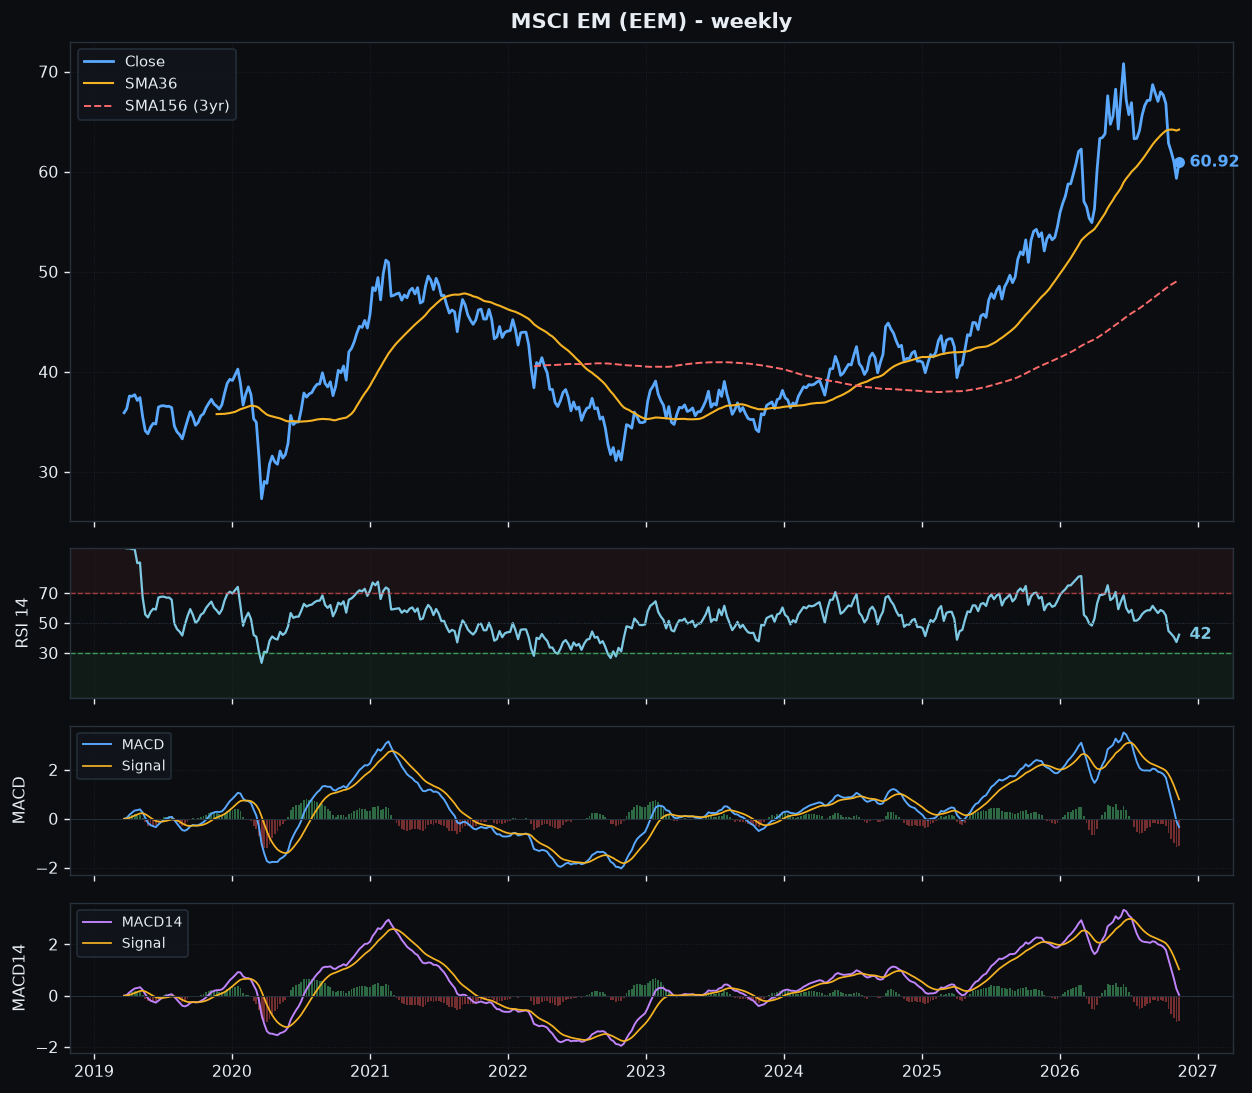 MSCI EM (EEM) - weekly
Close
SMA36
SMA156 (3yr)
70
60
50
40
30
60.92
RSI 14
70
50
30
42
MACD
MACD
Signal
2
0
−2
MACD14
MACD14
Signal
2
0
−2
2019 2020 2021 2022 2023 2024 2025 2026 2027